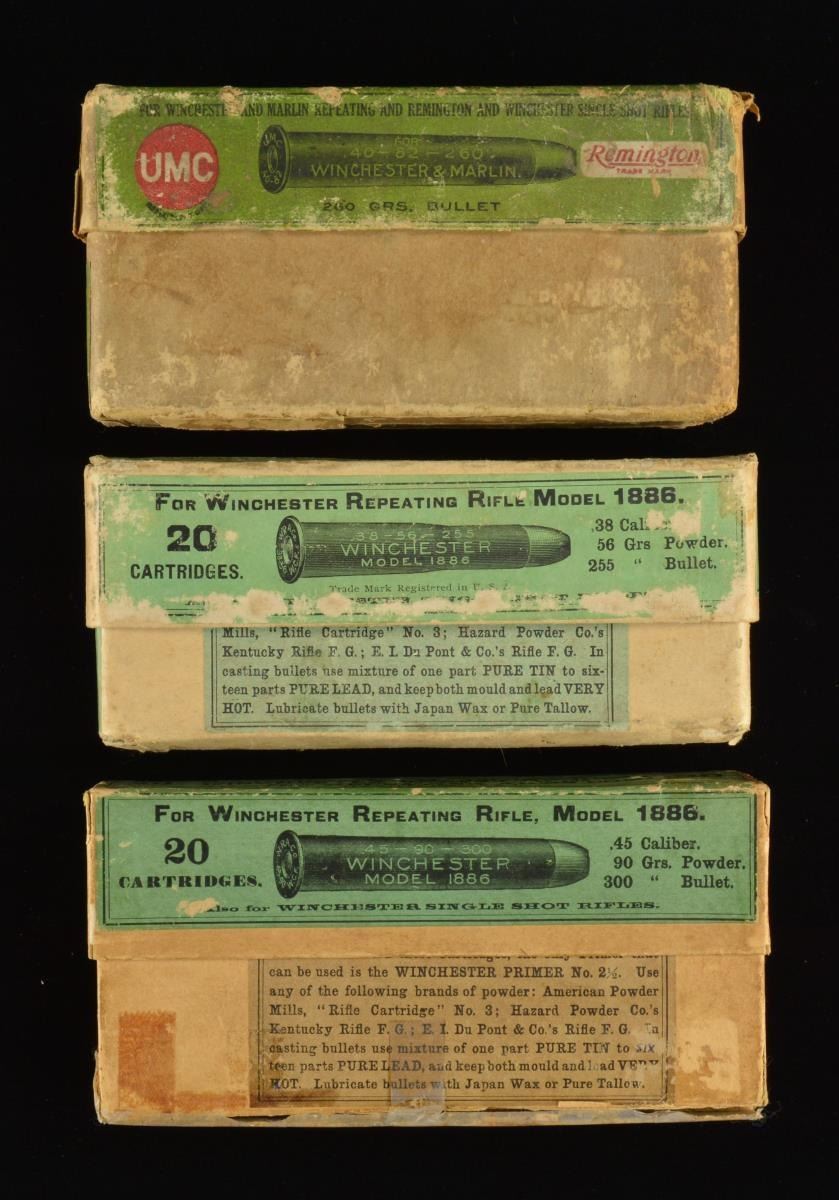 FOR WINCHESTER AND MARLIN REPEATING AND REMINGTON AND WINCHESTER SINGLE SHOT RIFLES
UMC
FOR
40-82-260
WINCHESTER & MARLIN.
Remington
TRADE MARK
260 GRS. BULLET
FOR WINCHESTER REPEATING RIFLE MODEL 1886.
20
CARTRIDGES.
.38-56-255
WINCHESTER
MODEL 1886
.38
56 Grs Powder.
255 " Bullet.
Trade Mark Registered in U. S.
Mills, "Rifle Cartridge" No. 3; Hazard Powder Co.'s
Kentucky Rifle F. G.; E. I. Du Pont & Co.'s Rifle F. G. In
casting bullets use mixture of one part PURE TIN to six-
teen parts PURE LEAD, and keep both mould and lead VERY
HOT. Lubricate bullets with Japan Wax or Pure Tallow.
FOR WINCHESTER REPEATING RIFLE, MODEL 1886.
20
CARTRIDGES.
.45-90-300
WINCHESTER
MODEL 1886
.45 Caliber.
90 Grs. Powder.
300 " Bullet.
Also for WINCHESTER SINGLE SHOT RIFLES.
can be used is the WINCHESTER PRIMER No. 2½. Use
any of the following brands of powder: American Powder
Mills, "Rifle Cartridge" No. 3; Hazard Powder Co.'s
Kentucky Rifle F. G.; E. I. Du Pont & Co.'s Rifle F. G. In
casting bullets use mixture of one part PURE TIN to six
teen parts PURE LEAD, and keep both mould and lead VERY
HOT. Lubricate bullets with Japan Wax or Pure Tallow.